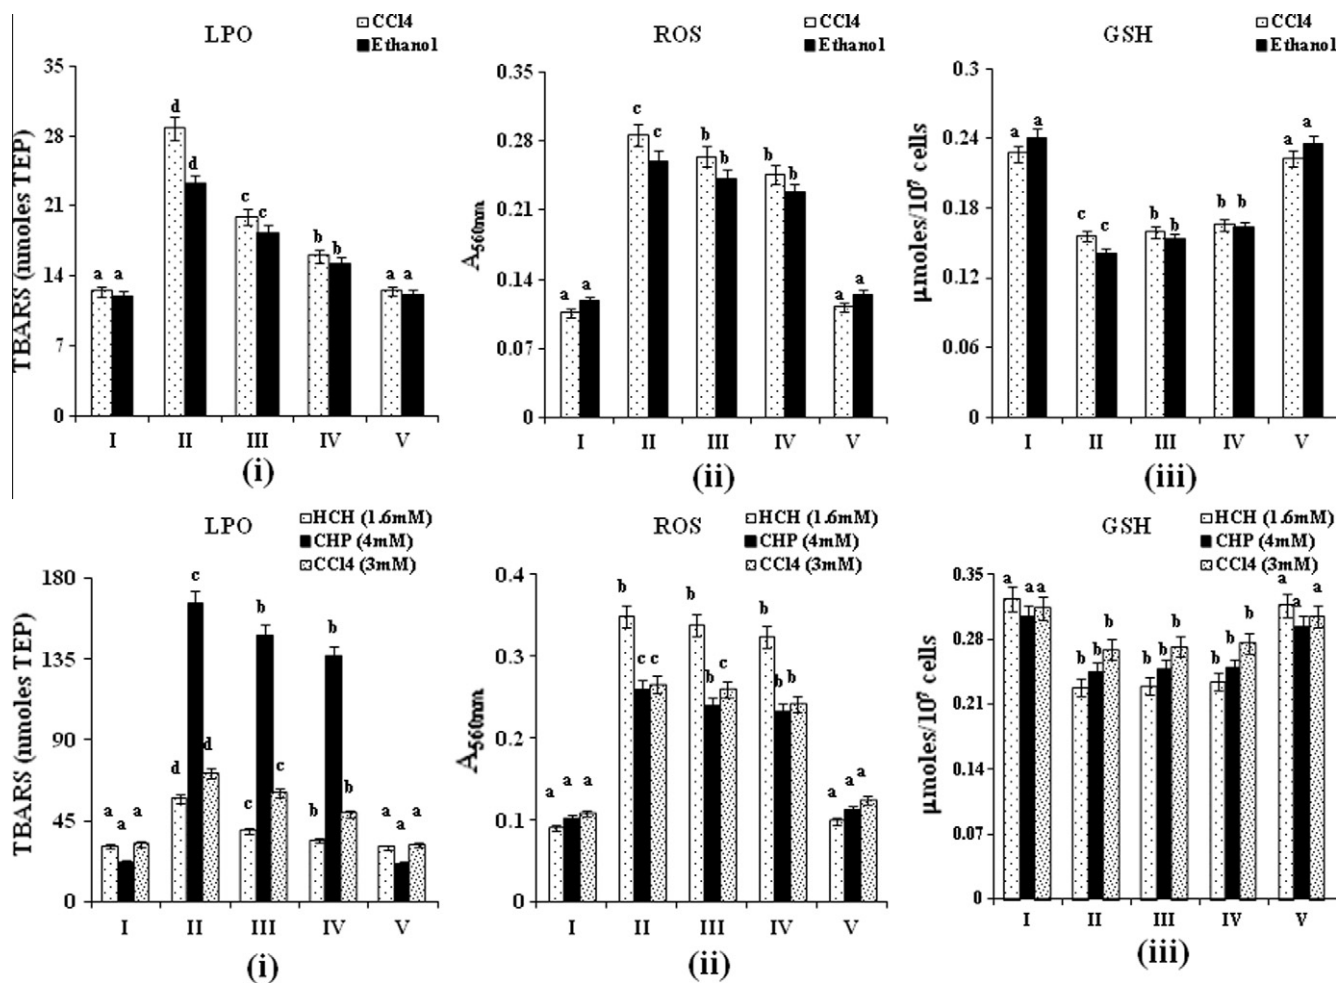 LPO
CCl4
Ethanol
TBARS (nmoles TEP)
35
28
21
14
7
0
a a
d
d
c c
b b
a a
I II III IV V
(i)
ROS
CCl4
Ethanol
A560nm
0.35
0.28
0.21
0.14
0.07
0
a a
c c
b b
b b
a a
I II III IV V
(ii)
GSH
CCl4
Ethanol
µmoles/10⁷ cells
0.3
0.24
0.18
0.12
0.06
0
a a
c c
b b
b b
a a
I II III IV V
(iii)
LPO
HCH (1.6mM)
CHP (4mM)
CCl4 (3mM)
TBARS (nmoles TEP)
180
135
90
45
0
a a a
d c d
c b c
b b b
a a a
I II III IV V
(i)
ROS
HCH (1.6mM)
CHP (4mM)
CCl4 (3mM)
A560nm
0.4
0.3
0.2
0.1
0
a a a
b c c
b b c
b b b
a a a
I II III IV V
(ii)
GSH
HCH (1.6mM)
CHP (4mM)
CCl4 (3mM)
µmoles/10⁷ cells
0.35
0.28
0.21
0.14
0.07
0
a a a
b b b
b b b
b b b
a a a
I II III IV V
(iii)